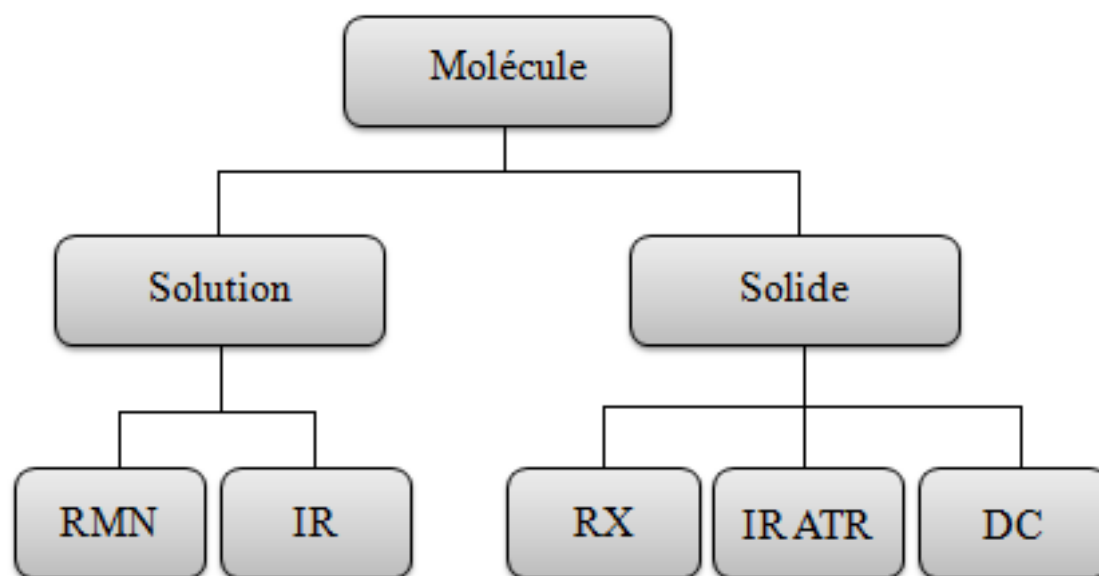 Molécule
Solution
Solide
RMN
IR
RX
IR ATR
DC